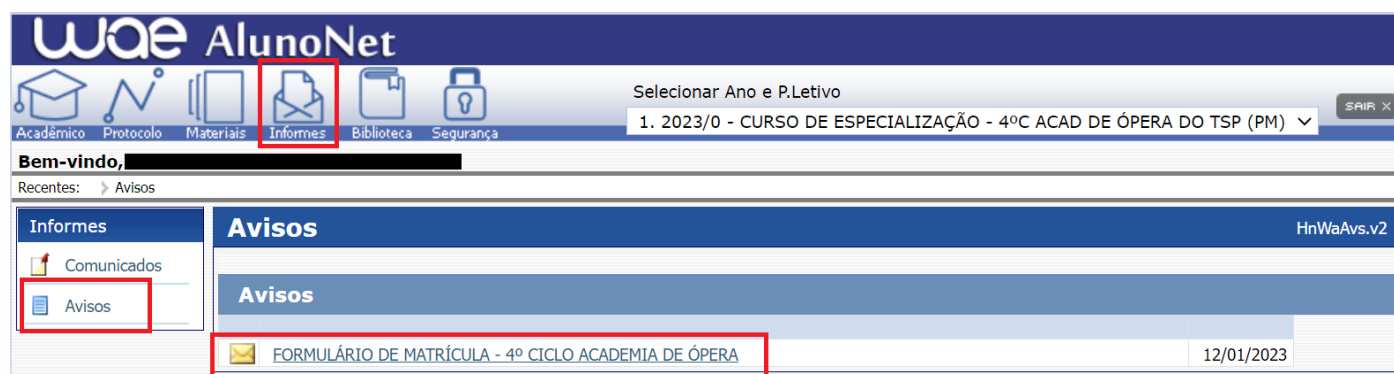 wae AlunoNet
Selecionar Ano e P.Letivo
1. 2023/0 - CURSO DE ESPECIALIZAÇÃO - 4ºC ACAD DE ÓPERA DO TSP (PM)
SAIR X
Acadêmico Protocolo Materiais Informes Biblioteca Segurança
Bem-vindo,
Recentes: Avisos
Informes
Avisos HnWaAvs.v2
Comunicados
Avisos
Avisos
FORMULÁRIO DE MATRÍCULA - 4º CICLO ACADEMIA DE ÓPERA 12/01/2023